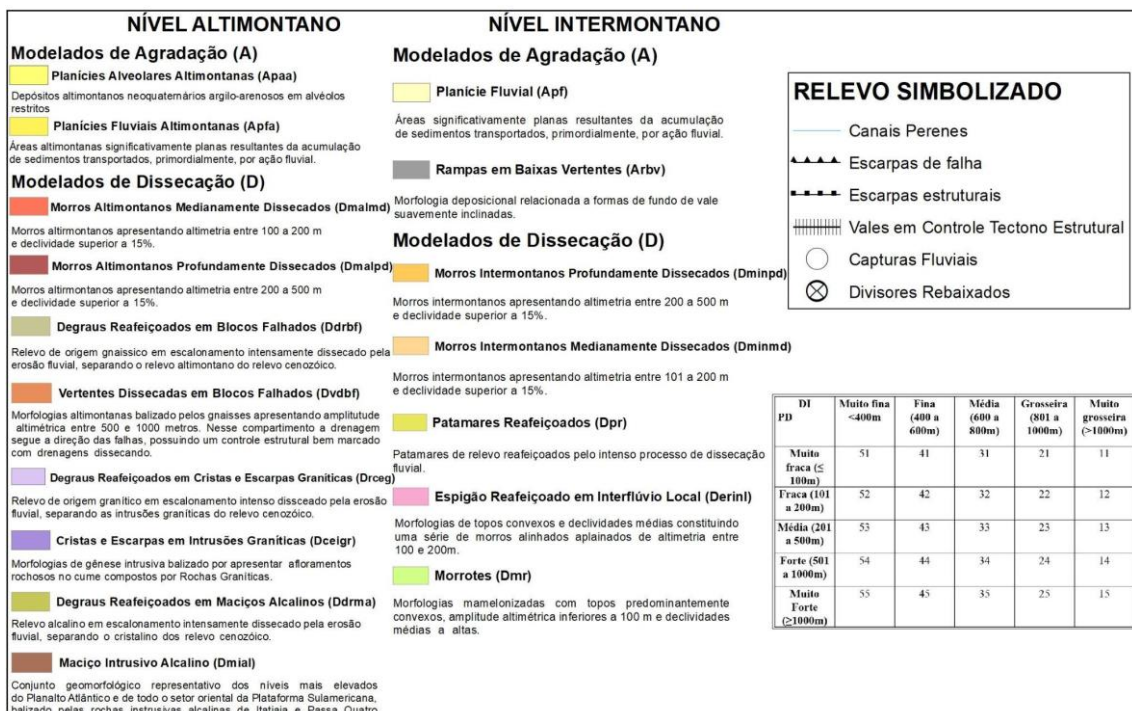 NÍVEL ALTIMONTANO
Modelados de Agradação (A)
Planícies Alveolares Altimontanas (Apaa)
Depósitos altimontanos neoquaternários argilo-arenosos em alvéolos
restritos
Planícies Fluviais Altimontanas (Apfa)
Áreas altimontanas significativamente planas resultantes da acumulação
de sedimentos transportados, primordialmente, por ação fluvial.
Modelados de Dissecação (D)
Morros Altimontanos Medianamente Dissecados (Dmalmd)
Morros altirmontanos apresentando altimetria entre 100 a 200 m
e declividade superior a 15%.
Morros Altimontanos Profundamente Dissecados (Dmalpd)
Morros altirmontanos apresentando altimetria entre 200 a 500 m
e declividade superior a 15%.
Degraus Reafeiçoados em Blocos Falhados (Ddrbf)
Relevo de origem gnaissico em escalonamento intensamente dissecado pela
erosão fluvial, separando o relevo altimontano do relevo cenozóico.
Vertentes Dissecadas em Blocos Falhados (Dvdbf)
Morfologias altimontanas balizado pelos gnaisses apresentando amplitutude
altimétrica entre 500 e 1000 metros. Nesse compartimento a drenagem
segue a direção das falhas, possuindo um controle estrutural bem marcado
com drenagens dissecando.
Degraus Reafeiçoados em Cristas e Escarpas Graníticas (Drceg)
Relevo de origem granítico em escalonamento intenso dissceado pela erosão
fluvial, separando as intrusões graníticas do relevo cenozóico.
Cristas e Escarpas em Intrusões Graníticas (Dceigr)
Morfologias de gênese intrusiva balizado por apresentar afloramentos
rochosos no cume compostos por Rochas Graníticas.
Degraus Reafeiçoados em Maciços Alcalinos (Ddrma)
Relevo alcalino em escalonamento intensamente dissecado pela erosão
fluvial, separando o cristalino dos relevo cenozóico.
Maciço Intrusivo Alcalino (Dmial)
Conjunto geomorfológico representativo dos níveis mais elevados
do Planalto Atlântico e de todo o setor oriental da Plataforma Sulamericana,
balizado pelas rochas instrusivas alcalinas de Itatiaia e Passa Quatro
NÍVEL INTERMONTANO
Modelados de Agradação (A)
Planície Fluvial (Apf)
Áreas significativamente planas resultantes da acumulação
de sedimentos transportados, primordialmente, por ação fluvial.
Rampas em Baixas Vertentes (Arbv)
Morfologia deposicional relacionada a formas de fundo de vale
suavemente inclinadas.
Modelados de Dissecação (D)
Morros Intermontanos Profundamente Dissecados (Dminpd)
Morros intermontanos apresentando altimetria entre 200 a 500 m
e declividade superior a 15%.
Morros Intermontanos Medianamente Dissecados (Dminmd)
Morros intermontanos apresentando altimetria entre 101 a 200 m
e declividade superior a 15%.
Patamares Reafeiçoados (Dpr)
Patamares de relevo reafeiçoados pelo intenso processo de dissecação
fluvial.
Espigão Reafeiçoado em Interflúvio Local (Derinl)
Morfologias de topos convexos e declividades médias constituindo
uma série de morros alinhados aplainados de altimetria entre
100 e 200m.
Morrotes (Dmr)
Morfologias mamelonizadas com topos predominantemente
convexos, amplitude altimétrica inferiores a 100 m e declividades
médias a altas.
RELEVO SIMBOLIZADO
Canais Perenes
Escarpas de falha
Escarpas estruturais
Vales em Controle Tectono Estrutural
Capturas Fluviais
Divisores Rebaixados
DI PD Muito fina <400m Fina (400 a 600m) Média (600 a 800m) Grosseira (801 a 1000m) Muito grosseira (>1000m)
Muito fraca (≤ 100m) 51 41 31 21 11
Fraca (101 a 200m) 52 42 32 22 12
Média (201 a 500m) 53 43 33 23 13
Forte (501 a 1000m) 54 44 34 24 14
Muito Forte (≥1000m) 55 45 35 25 15